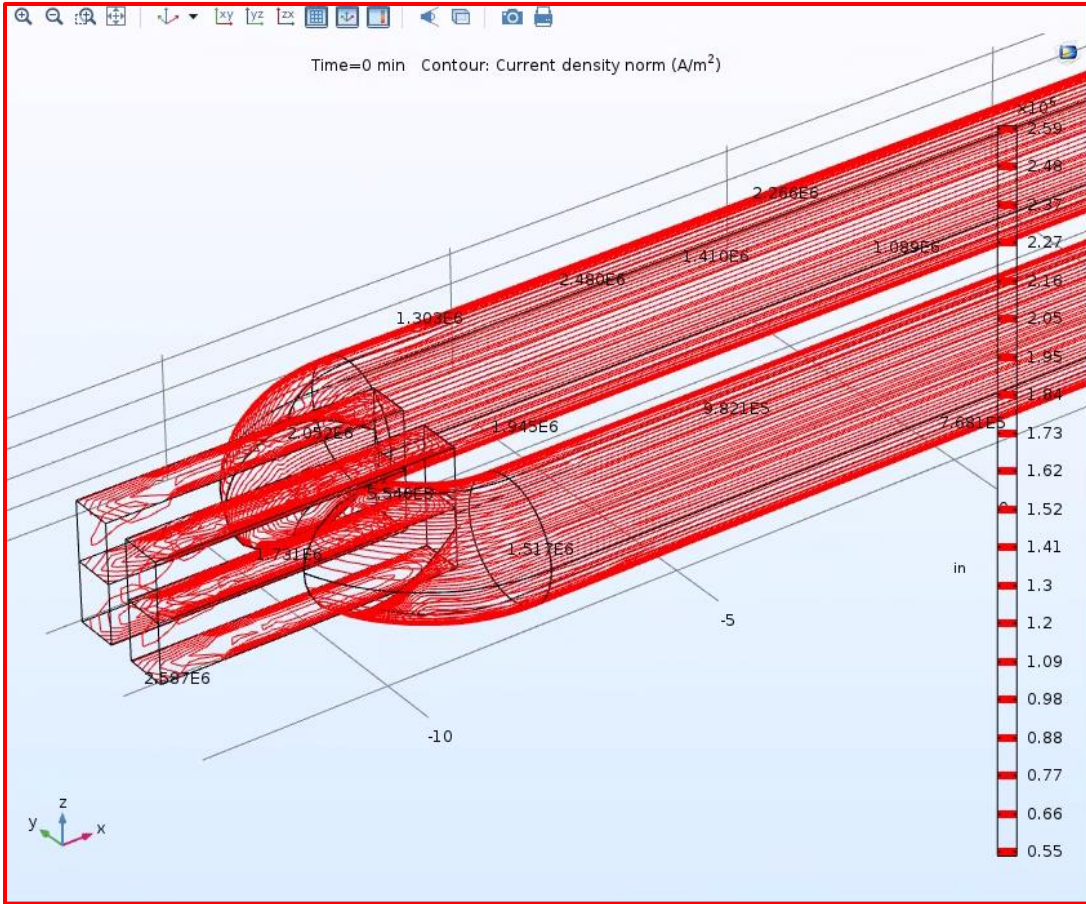 xy yz zx
Time=0 min Contour: Current density norm (A/m²)
2.59
2.48
2.266E6
2.37
1.089E6
2.27
1.410E6
2.480E6
2.16
1.303E6
2.05
1.95
1.84
9.821E5
7.681E5
1.945E6
2.052E6
1.73
1.62
1.52
1.517E6
1.731E6
1.41
in
1.3
-5
1.2
2.587E6
1.09
0.98
-10
0.88
0.77
z
0.66
y
x
0.55